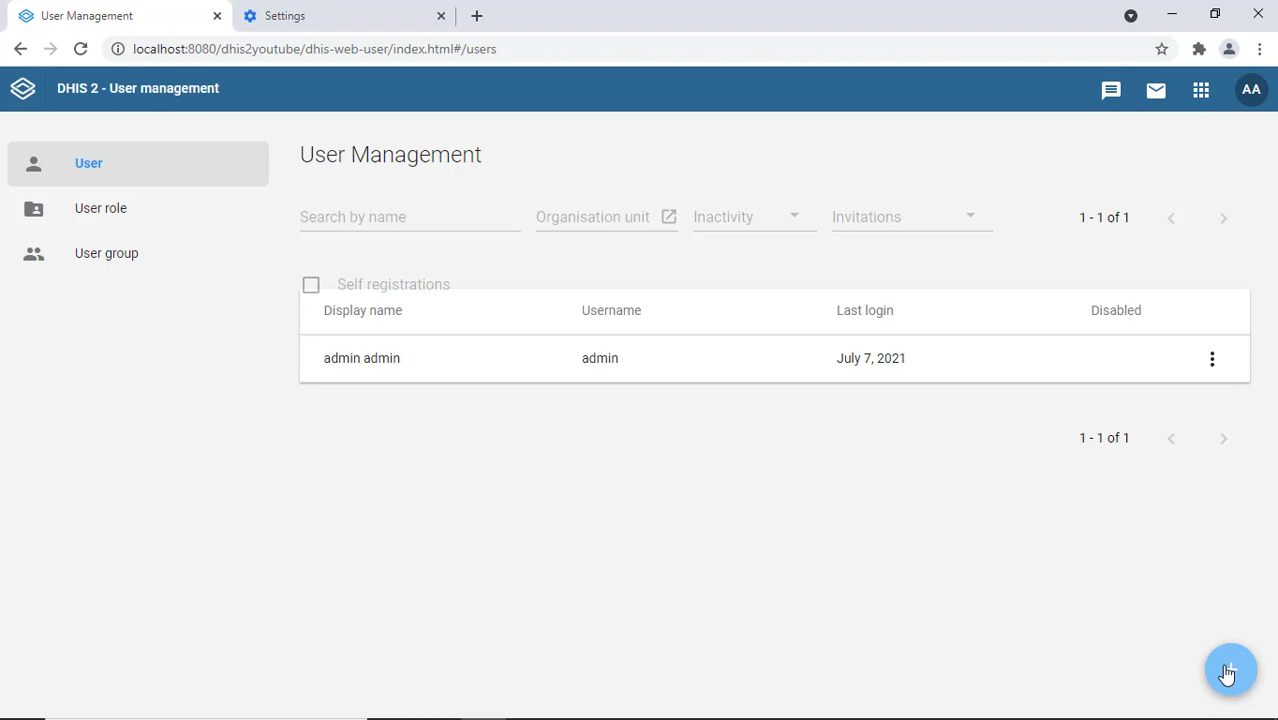 User Management
Settings
localhost:8080/dhis2youtube/dhis-web-user/index.html#/users
DHIS 2 - User management
AA
User
User role
User group
User Management
Search by name
Organisation unit
Inactivity
Invitations
1 - 1 of 1
Self registrations
Display name Username Last login Disabled
admin admin admin July 7, 2021
1 - 1 of 1